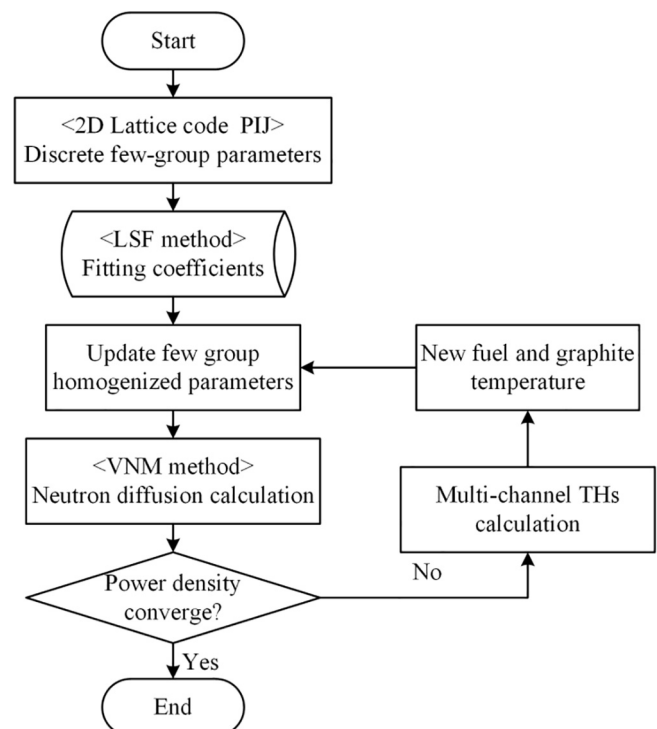 Start
<2D Lattice code PIJ>
Discrete few-group parameters
<LSF method>
Fitting coefficients
Update few group
homogenized parameters
New fuel and graphite
temperature
<VNM method>
Neutron diffusion calculation
Multi-channel THs
calculation
Power density
converge?
No
Yes
End